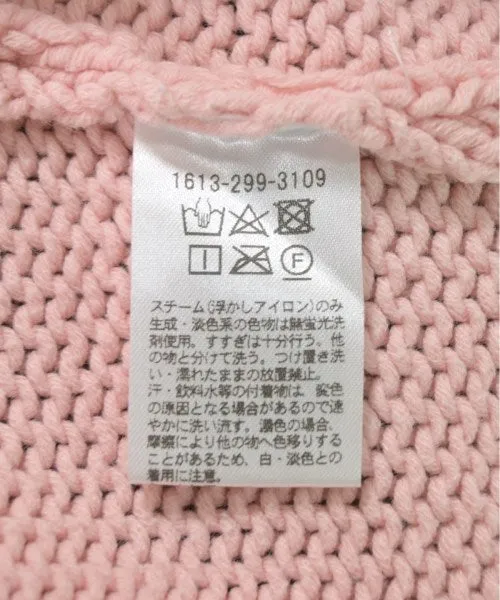 1613-299-3109
F
スチーム(浮かしアイロン)のみ
生成・淡色系の色物は無蛍光洗
剤使用。すすぎは十分行う。他
の物と分けて洗う。つけ置き洗
い・濡れたままの放置禁止。
汗・飲料水等の付着物は、変色
の原因となる場合があるので速
やかに洗い流す。濃色の場合、
摩擦により他の物へ色移りする
ことがあるため、白・淡色との
着用に注意。